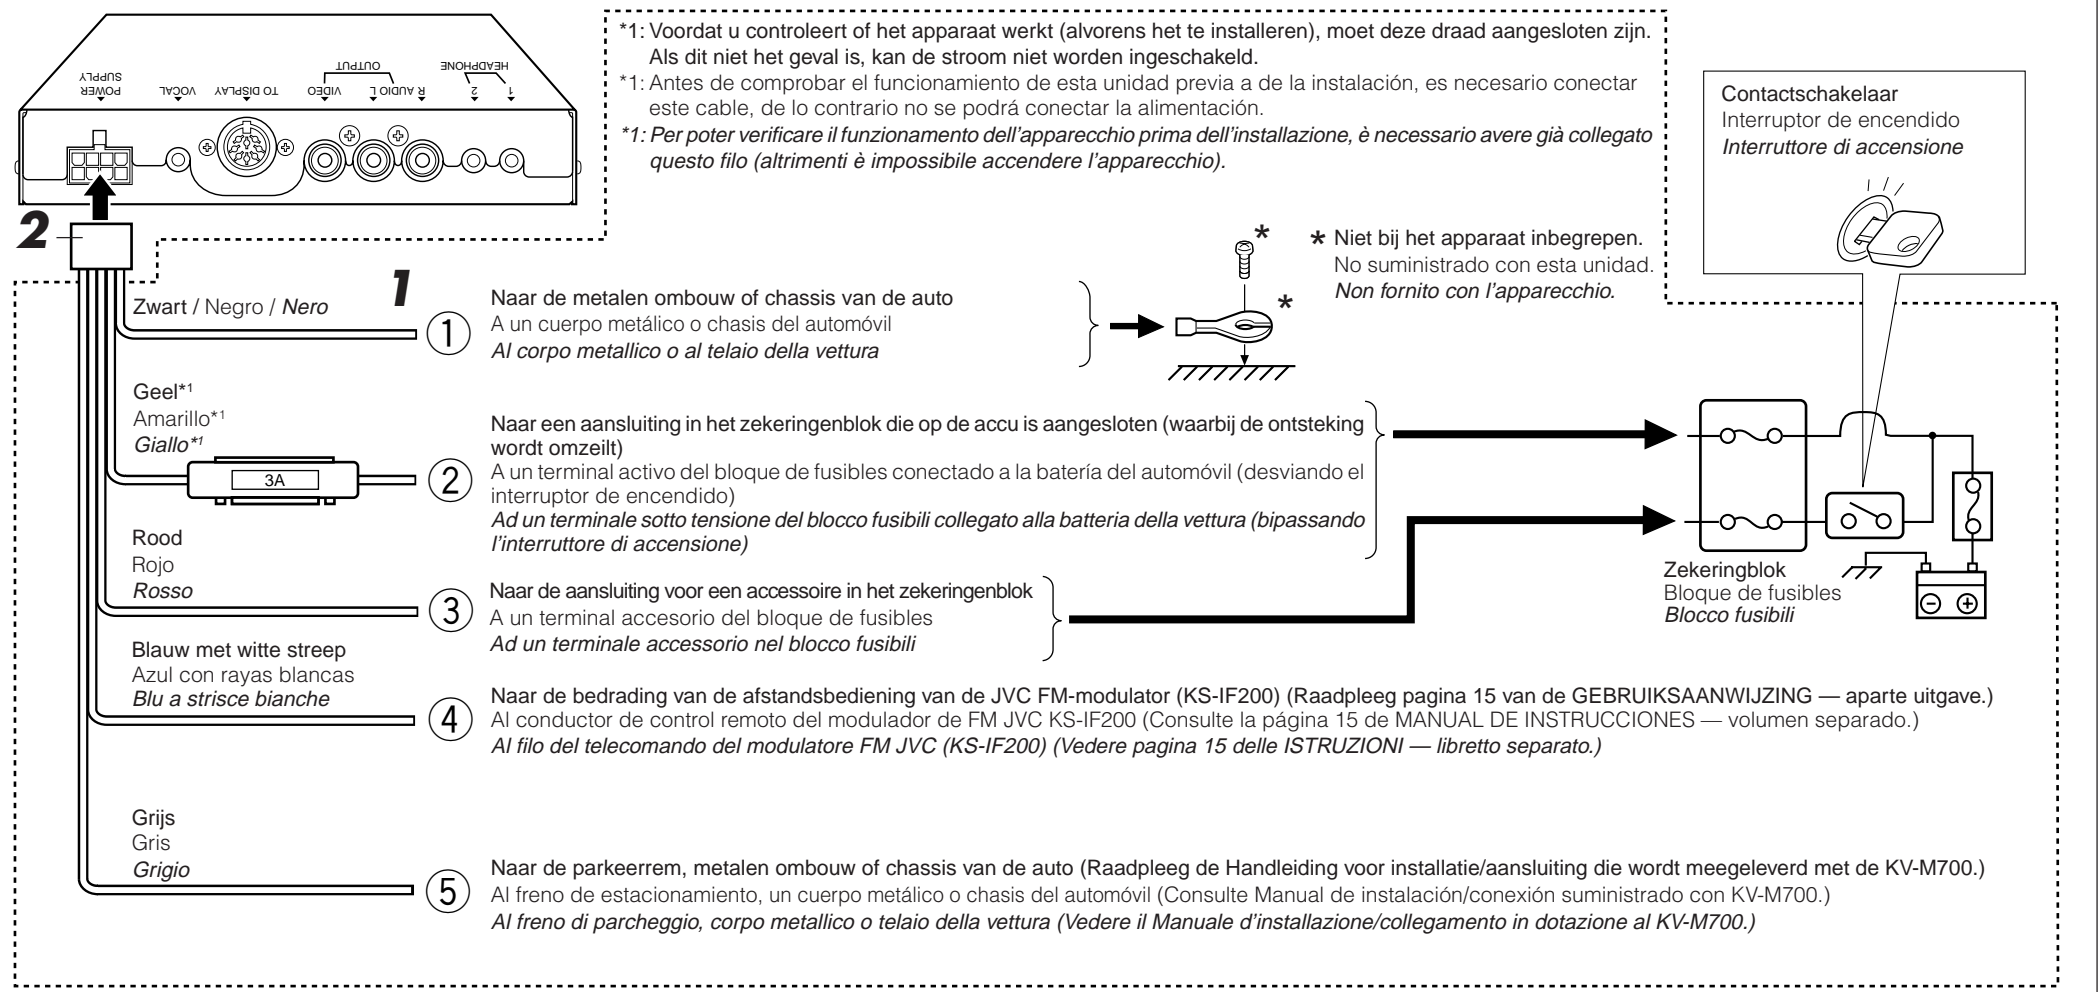 *1: Voordat u controleert of het apparaat werkt (alvorens het te installeren), moet deze draad aangesloten zijn.
Als dit niet het geval is, kan de stroom niet worden ingeschakeld.
*1: Antes de comprobar el funcionamiento de esta unidad previa a de la instalación, es necesario conectar
este cable, de lo contrario no se podrá conectar la alimentación.
*1: Per poter verificare il funzionamento dell'apparecchio prima dell'installazione, è necessario avere già collegato
questo filo (altrimenti è impossibile accendere l'apparecchio).
POWER
SUPPLY
VOCAL
TO DISPLAY
VIDEO
OUTPUT
R AUDIO L
2
HEADPHONE
1
Contactschakelaar
Interruptor de encendido
Interruttore di accensione
2
1
*
*
* Niet bij het apparaat inbegrepen.
No suministrado con esta unidad.
Non fornito con l'apparecchio.
Zwart / Negro / Nero
①
Naar de metalen ombouw of chassis van de auto
A un cuerpo metálico o chasis del automóvil
Al corpo metallico o al telaio della vettura
Geel*1
Amarillo*1
Giallo*1
3A
②
Naar een aansluiting in het zekeringenblok die op de accu is aangesloten (waarbij de ontsteking
wordt omzeilt)
A un terminal activo del bloque de fusibles conectado a la batería del automóvil (desviando el
interruptor de encendido)
Ad un terminale sotto tensione del blocco fusibili collegato alla batteria della vettura (bipassando
l'interruttore di accensione)
Rood
Rojo
Rosso
③
Naar de aansluiting voor een accessoire in het zekeringenblok
A un terminal accesorio del bloque de fusibles
Ad un terminale accessorio nel blocco fusibili
Zekeringblok
Bloque de fusibles
Blocco fusibili
Blauw met witte streep
Azul con rayas blancas
Blu a strisce bianche
④
Naar de bedrading van de afstandsbediening van de JVC FM-modulator (KS-IF200) (Raadpleeg pagina 15 van de GEBRUIKSAANWIJZING — aparte uitgave.)
Al conductor de control remoto del modulador de FM JVC KS-IF200 (Consulte la página 15 de MANUAL DE INSTRUCCIONES — volumen separado.)
Al filo del telecomando del modulatore FM JVC (KS-IF200) (Vedere pagina 15 delle ISTRUZIONI — libretto separato.)
Grijs
Gris
Grigio
⑤
Naar de parkeerrem, metalen ombouw of chassis van de auto (Raadpleeg de Handleiding voor installatie/aansluiting die wordt meegeleverd met de KV-M700.)
Al freno de estacionamiento, un cuerpo metálico o chasis del automóvil (Consulte Manual de instalación/conexión suministrado con KV-M700.)
Al freno di parcheggio, corpo metallico o telaio della vettura (Vedere il Manuale d'installazione/collegamento in dotazione al KV-M700.)